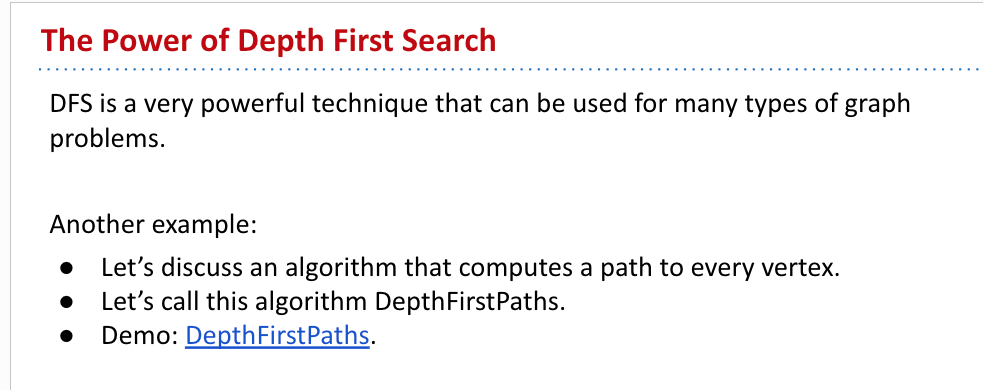 The Power of Depth First Search
DFS is a very powerful technique that can be used for many types of graph
problems.
Another example:
● Let’s discuss an algorithm that computes a path to every vertex.
● Let’s call this algorithm DepthFirstPaths.
● Demo: DepthFirstPaths.